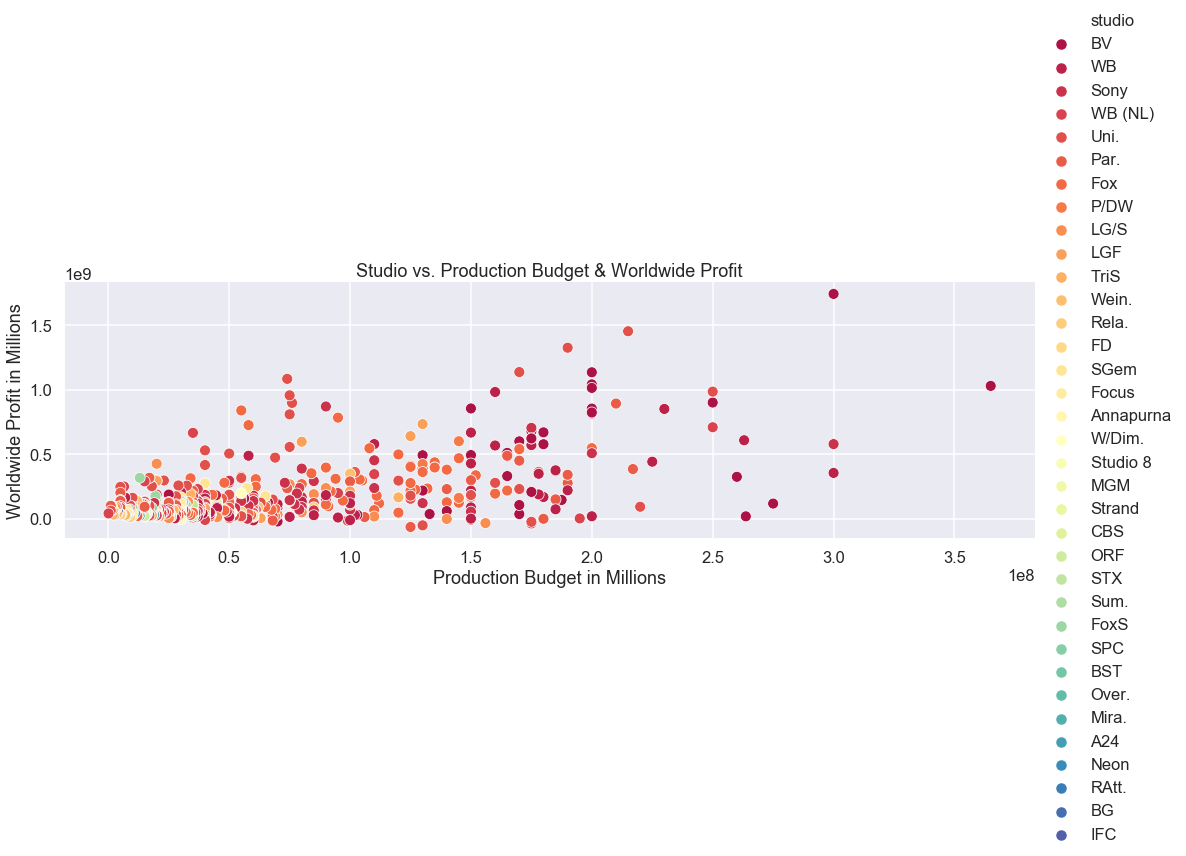 studio
BV
WB
Sony
WB (NL)
Uni.
Par.
Fox
P/DW
LG/S
LGF
TriS
Wein.
Rela.
FD
SGem
Focus
Annapurna
W/Dim.
Studio 8
MGM
Strand
CBS
ORF
STX
Sum.
FoxS
SPC
BST
Over.
Mira.
A24
Neon
RAtt.
BG
IFC
Studio vs. Production Budget & Worldwide Profit
1e9
Worldwide Profit in Millions
1.5
1.0
0.5
0.0
0.0 0.5 1.0 1.5 2.0 2.5 3.0 3.5
1e8
Production Budget in Millions